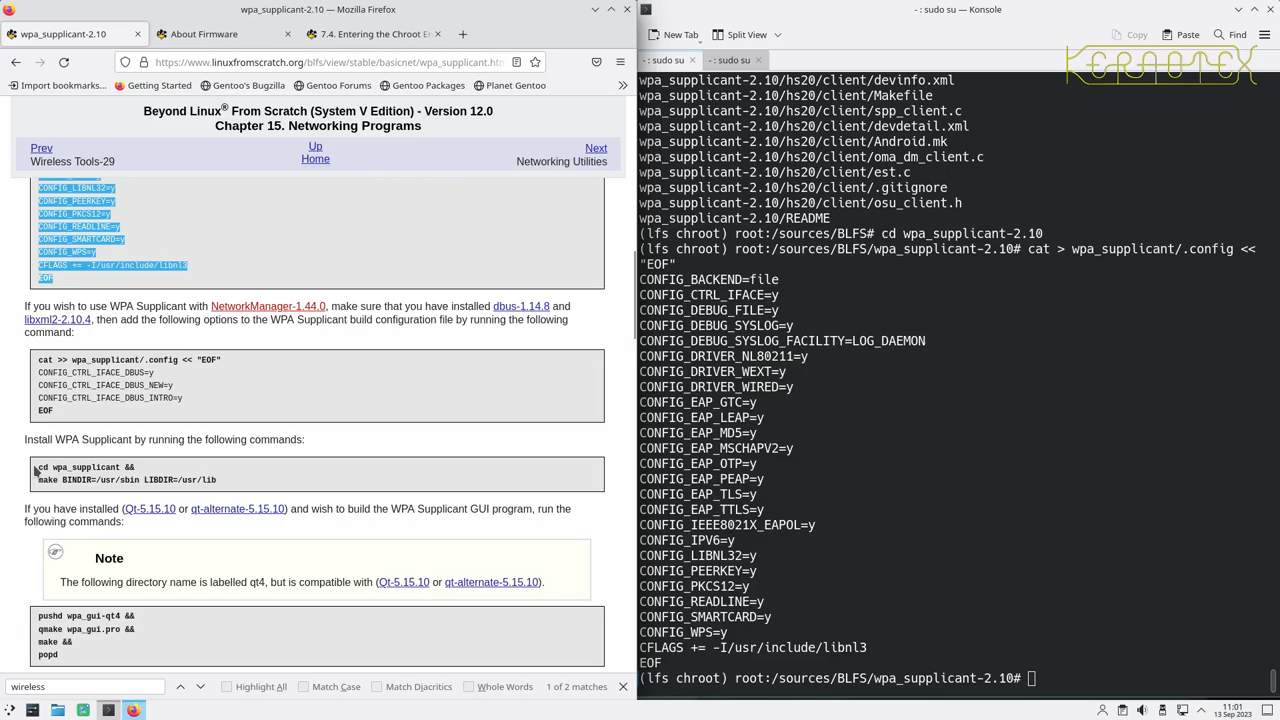 wpa_supplicant-2.10 — Mozilla Firefox
wpa_supplicant-2.10
About Firmware
7.4. Entering the Chroot En
https://www.linuxfromscratch.org/blfs/view/stable/basicnet/wpa_supplicant.htm
Import bookmarks...
Getting Started
Gentoo's Bugzilla
Gentoo Forums
Gentoo Packages
Planet Gentoo
Beyond Linux® From Scratch (System V Edition) - Version 12.0
Chapter 15. Networking Programs
Prev
Up
Next
Wireless Tools-29
Home
Networking Utilities
CONFIG_LIBNL32=y
CONFIG_PEERKEY=y
CONFIG_PKCS12=y
CONFIG_READLINE=y
CONFIG_SMARTCARD=y
CONFIG_WPS=y
CFLAGS += -I/usr/include/libnl3
EOF
If you wish to use WPA Supplicant with NetworkManager-1.44.0, make sure that you have installed dbus-1.14.8 and
libxml2-2.10.4, then add the following options to the WPA Supplicant build configuration file by running the following
command:
cat >> wpa_supplicant/.config << "EOF"
CONFIG_CTRL_IFACE_DBUS=y
CONFIG_CTRL_IFACE_DBUS_NEW=y
CONFIG_CTRL_IFACE_DBUS_INTRO=y
EOF
Install WPA Supplicant by running the following commands:
cd wpa_supplicant &&
make BINDIR=/usr/sbin LIBDIR=/usr/lib
If you have installed (Qt-5.15.10 or qt-alternate-5.15.10) and wish to build the WPA Supplicant GUI program, run the
following commands:
Note
The following directory name is labelled qt4, but is compatible with (Qt-5.15.10 or qt-alternate-5.15.10).
pushd wpa_gui-qt4 &&
qmake wpa_gui.pro &&
make &&
popd
wireless
Highlight All
Match Case
Match Diacritics
Whole Words
1 of 2 matches
- : sudo su — Konsole
New Tab
Split View
Copy
Paste
Find
- : sudo su
- : sudo su
KERNOTEX
wpa_supplicant-2.10/hs20/client/devinfo.xml
wpa_supplicant-2.10/hs20/client/Makefile
wpa_supplicant-2.10/hs20/client/spp_client.c
wpa_supplicant-2.10/hs20/client/devdetail.xml
wpa_supplicant-2.10/hs20/client/Android.mk
wpa_supplicant-2.10/hs20/client/oma_dm_client.c
wpa_supplicant-2.10/hs20/client/est.c
wpa_supplicant-2.10/hs20/client/.gitignore
wpa_supplicant-2.10/hs20/client/osu_client.h
wpa_supplicant-2.10/README
(lfs chroot) root:/sources/BLFS# cd wpa_supplicant-2.10
(lfs chroot) root:/sources/BLFS/wpa_supplicant-2.10# cat > wpa_supplicant/.config <<
"EOF"
CONFIG_BACKEND=file
CONFIG_CTRL_IFACE=y
CONFIG_DEBUG_FILE=y
CONFIG_DEBUG_SYSLOG=y
CONFIG_DEBUG_SYSLOG_FACILITY=LOG_DAEMON
CONFIG_DRIVER_NL80211=y
CONFIG_DRIVER_WEXT=y
CONFIG_DRIVER_WIRED=y
CONFIG_EAP_GTC=y
CONFIG_EAP_LEAP=y
CONFIG_EAP_MD5=y
CONFIG_EAP_MSCHAPV2=y
CONFIG_EAP_OTP=y
CONFIG_EAP_PEAP=y
CONFIG_EAP_TLS=y
CONFIG_EAP_TTLS=y
CONFIG_IEEE8021X_EAPOL=y
CONFIG_IPV6=y
CONFIG_LIBNL32=y
CONFIG_PEERKEY=y
CONFIG_PKCS12=y
CONFIG_READLINE=y
CONFIG_SMARTCARD=y
CONFIG_WPS=y
CFLAGS += -I/usr/include/libnl3
EOF
(lfs chroot) root:/sources/BLFS/wpa_supplicant-2.10#
11:01
13 Sep 2023